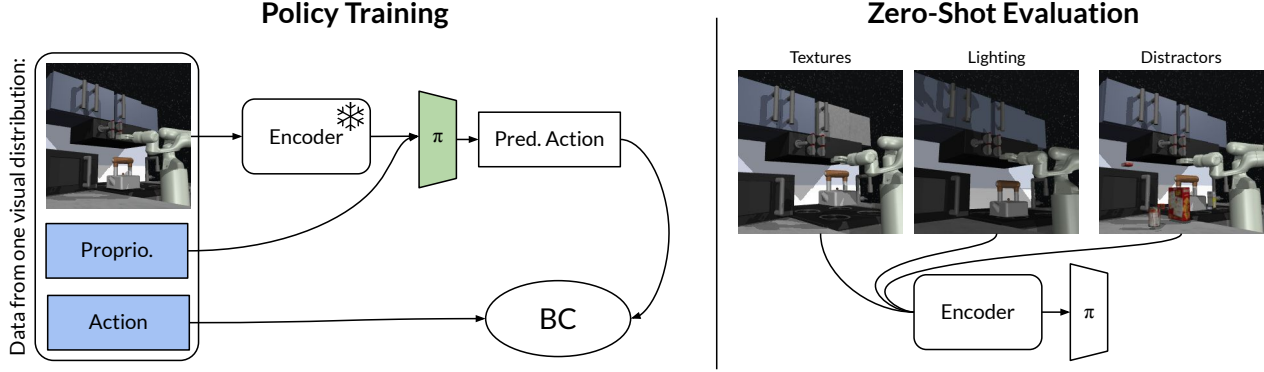 Policy Training
Data from one visual distribution:
Encoder
π
Pred. Action
Proprio.
Action
BC
Zero-Shot Evaluation
Textures
Lighting
Distractors
Encoder
π